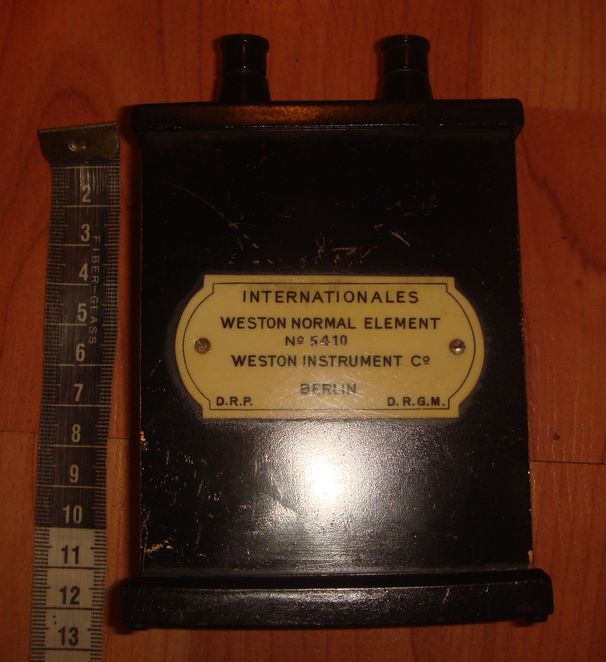 INTERNATIONALES
WESTON NORMAL ELEMENT
Nº 5410
WESTON INSTRUMENT Cº
BERLIN
D.R.P. D.R.G.M.
2
3
4
5
6
7
8
9
10
11
12
13
FIBER-GLASS